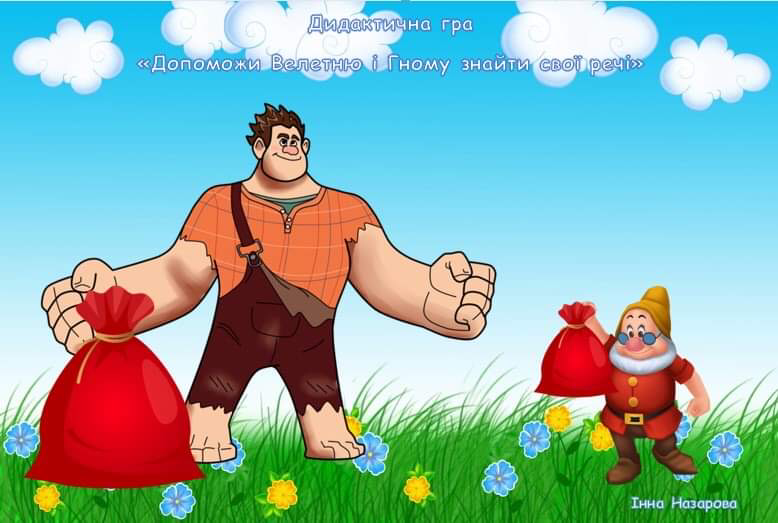 Дидактична гра
«Допоможи Велетню і Гному знайти свої речі»
Інна Назарова